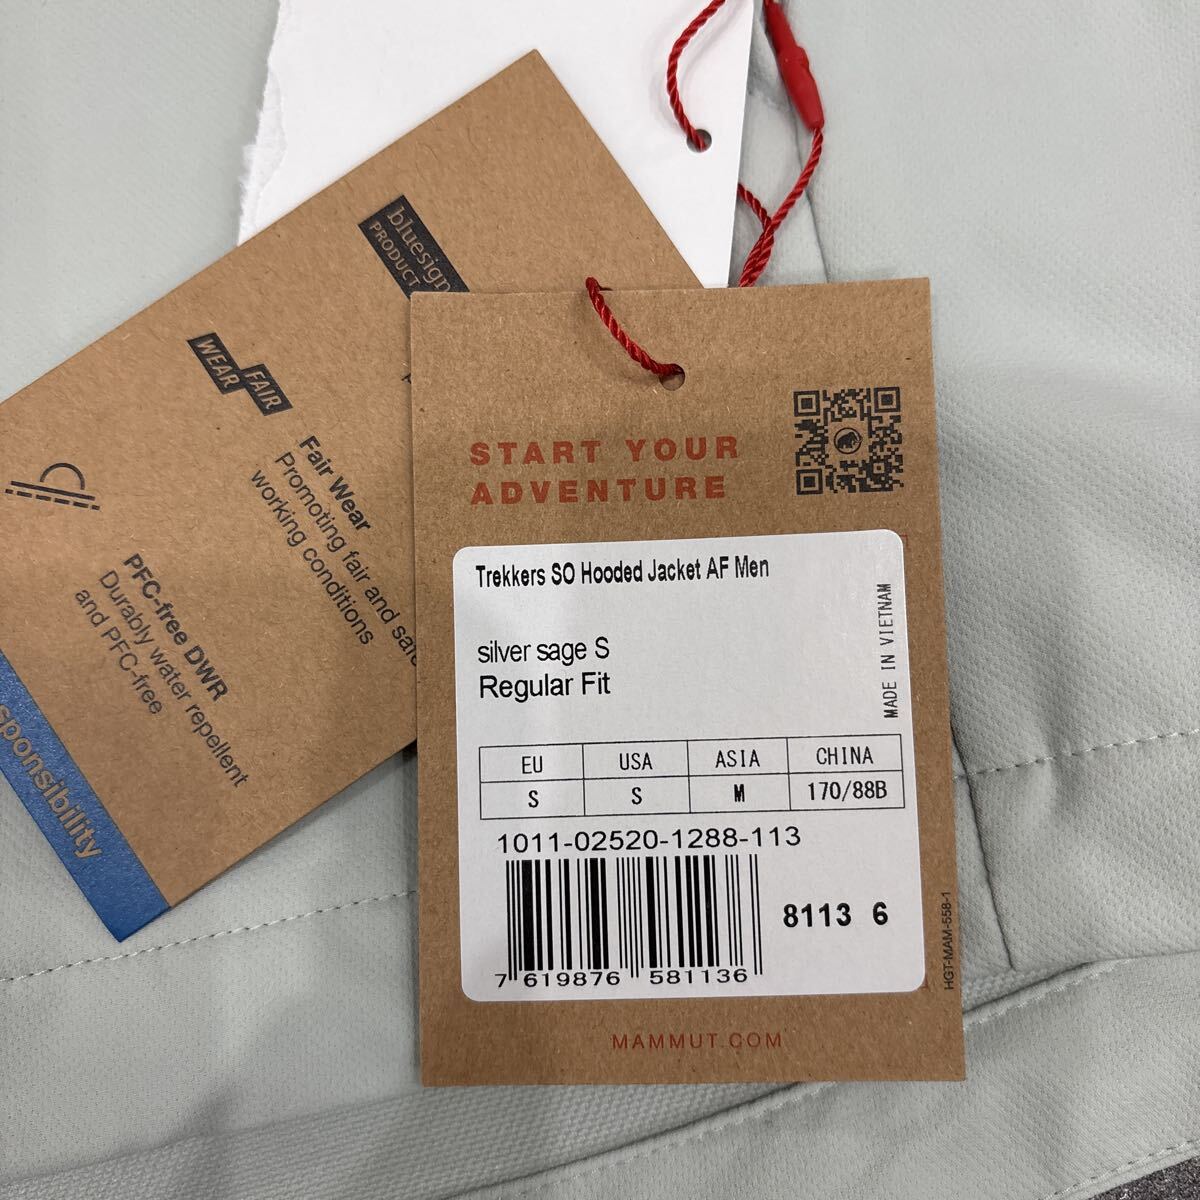 bluesign
PRODUCT
FAIR
WEAR
Fair Wear
Promoting fair and safe
working conditions
PFC-free DWR
Durably water repellent
and PFC-free
sponsibility
START YOUR
ADVENTURE
Trekkers SO Hooded Jacket AF Men
silver sage S
Regular Fit
MADE IN VIETNAM
EU USA ASIA CHINA
S S M 170/88B
1011-02520-1288-113
8113 6
7 619876 581136
HGT-MAM-558-1
MAMMUT.COM